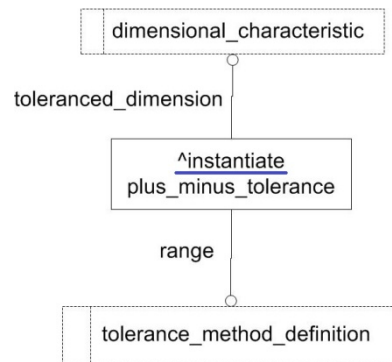 dimensional_characteristic
toleranced_dimension
^instantiate
plus_minus_tolerance
range
tolerance_method_definition